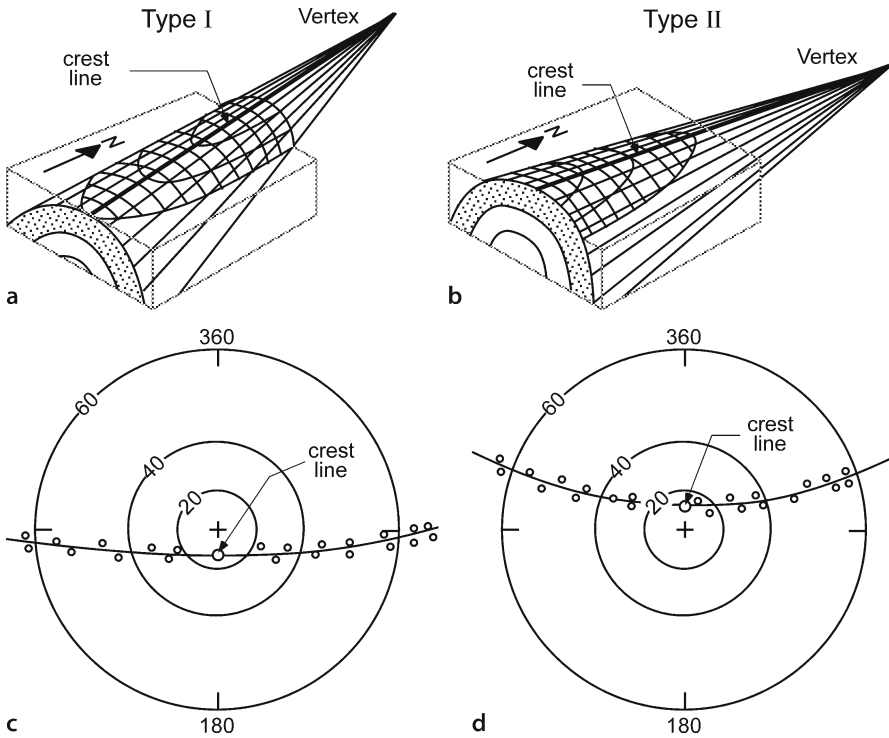 Type I
Vertex
crest
line
N
a
Type II
Vertex
crest
line
N
b
360
60
40
20
crest
line
180
c
360
60
40
20
crest
line
180
d